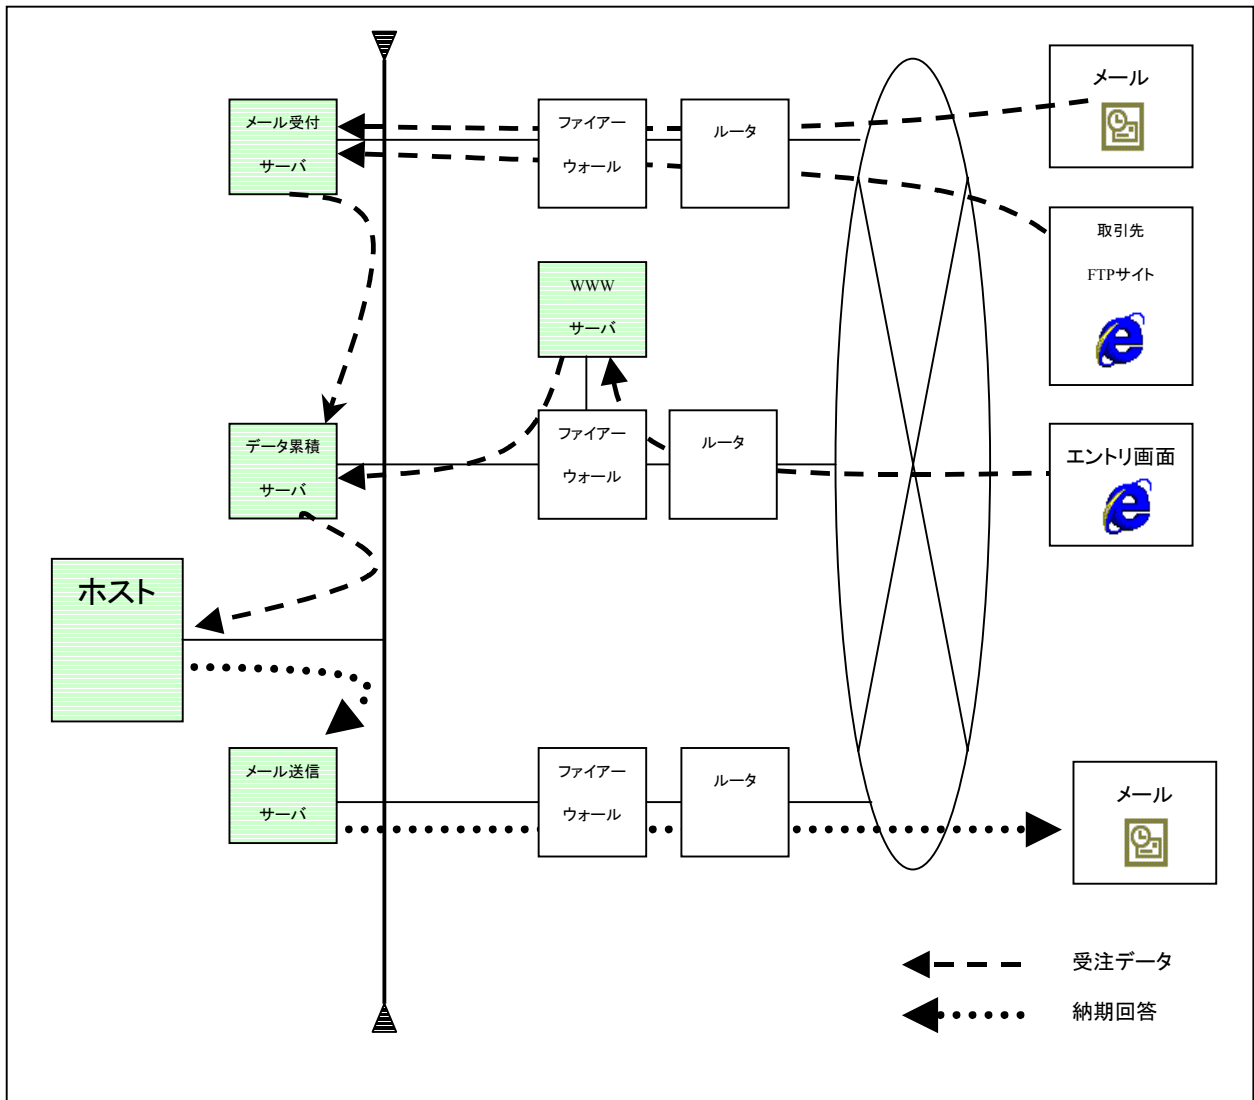 メール
メール受付
サーバ
ファイアー
ウォール
ルータ
取引先
FTPサイト
WWW
サーバ
データ累積
サーバ
ファイアー
ウォール
ルータ
エントリ画面
ホスト
メール送信
サーバ
ファイアー
ウォール
ルータ
メール
受注データ
納期回答